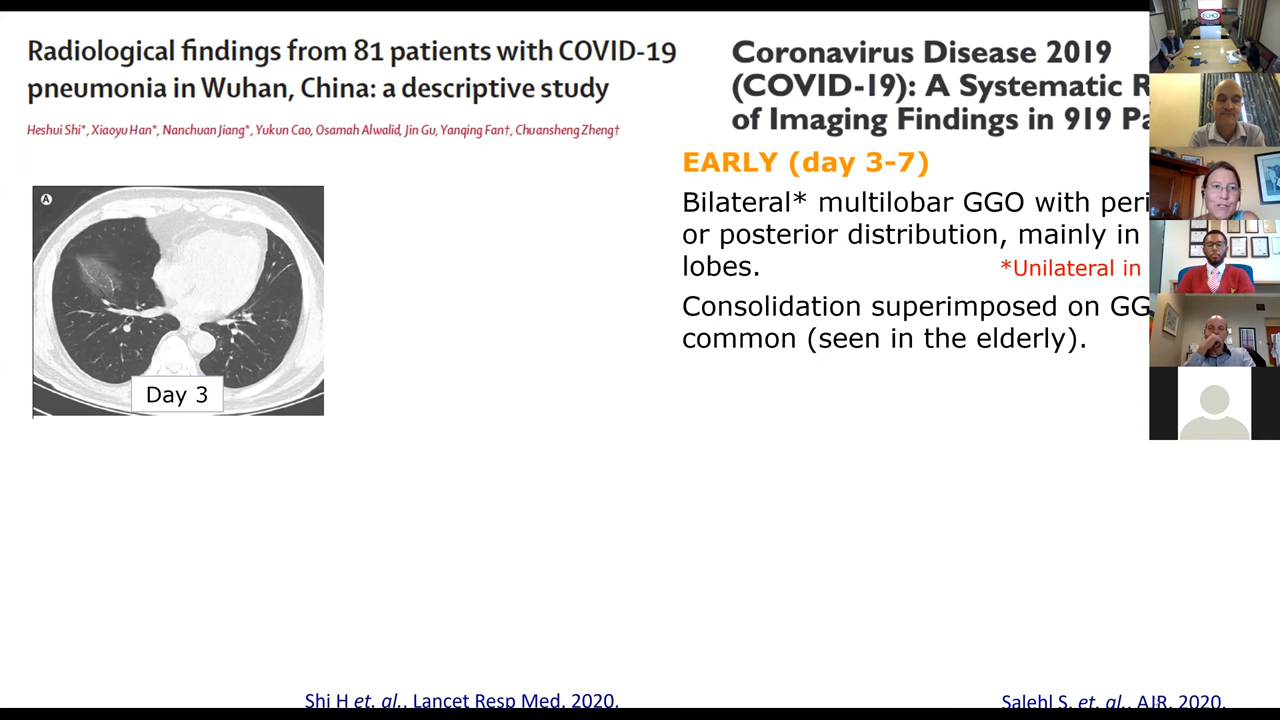 Radiological findings from 81 patients with COVID-19
pneumonia in Wuhan, China: a descriptive study
Heshui Shi*, Xiaoyu Han*, Nanchuan Jiang*, Yukun Cao, Osamah Alwalid, Jin Gu, Yanqing Fan†, Chuansheng Zheng†
A
Day 3
Coronavirus Disease 2019
(COVID-19): A Systematic R
of Imaging Findings in 919 Pa
EARLY (day 3-7)
Bilateral* multilobar GGO with peri
or posterior distribution, mainly in
lobes.
*Unilateral in
Consolidation superimposed on GG
common (seen in the elderly).
Shi H et. al., Lancet Resp Med, 2020.
Salehl S, et. al., AJR, 2020.
ECHO